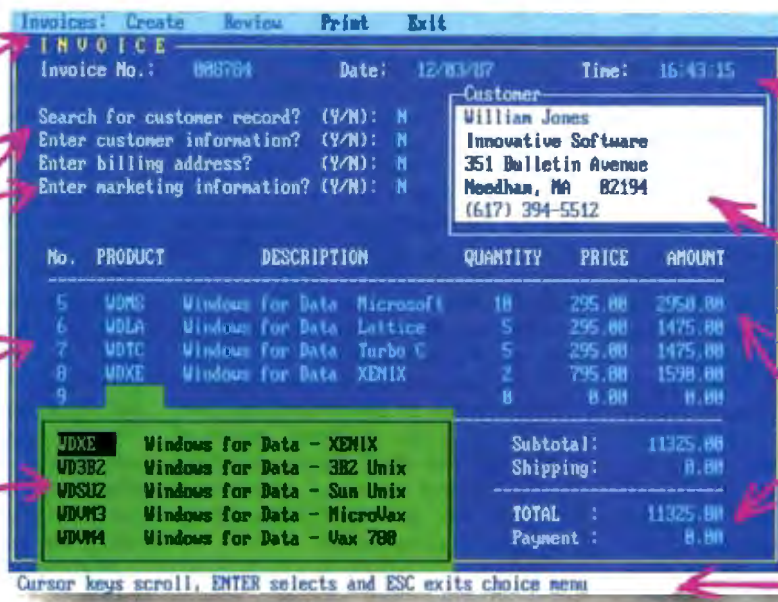 Invoices: Create Review Print Exit
INVOICE
Invoice No.: 008764 Date: 12/03/87 Time: 16:43:15
Customer
Search for customer record? (Y/N): N William Jones
Enter customer information? (Y/N): N Innovative Software
Enter billing address? (Y/N): N 351 Bulletin Avenue
Enter marketing information? (Y/N): N Needham, MA 02194
(617) 394-5512
No. PRODUCT DESCRIPTION QUANTITY PRICE AMOUNT
5 WDMS Windows for Data Microsoft 10 295.00 2950.00
6 WDLA Windows for Data Lattice 5 295.00 1475.00
7 WDTC Windows for Data Turbo C 5 295.00 1475.00
8 WDXE Windows for Data XENIX 2 795.00 1590.00
9 0 0.00 0.00
WDXE Windows for Data - XENIX Subtotal: 11325.00
WD3B2 Windows for Data - 3B2 Unix Shipping: 0.00
WDSU2 Windows for Data - Sun Unix
WDVM3 Windows for Data - MicroVax TOTAL : 11325.00
WDVM4 Windows for Data - Vax 780 Payment : 0.00
Cursor keys scroll, ENTER selects and ESC exits choice menu